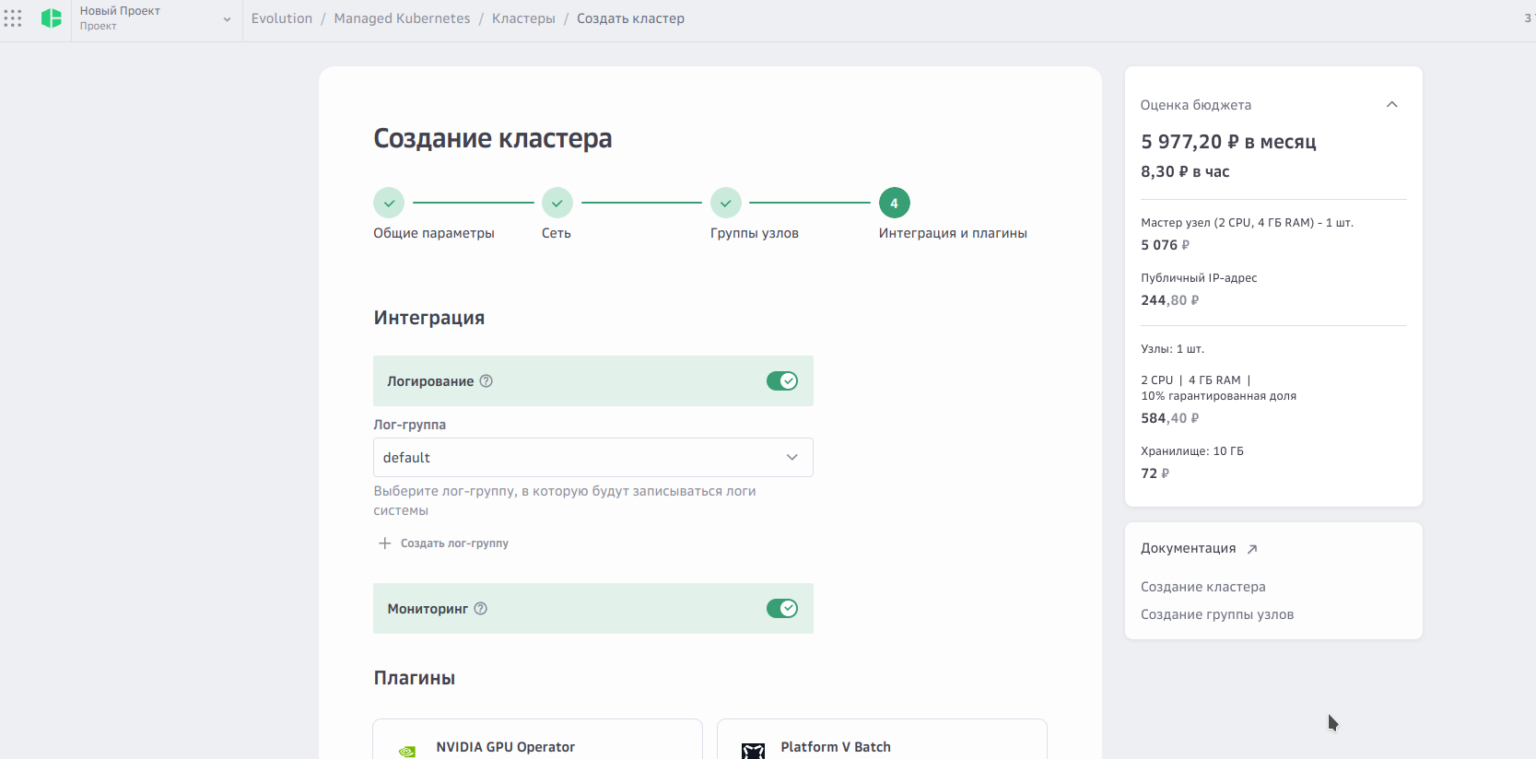 Новый Проект
Проект
Evolution / Managed Kubernetes / Кластеры / Создать кластер
3
Создание кластера
4
Общие параметры
Сеть
Группы узлов
Интеграция и плагины
Интеграция
Логирование
Лог-группа
default
Выберите лог-группу, в которую будут записываться логи
системы
+ Создать лог-группу
Мониторинг
Плагины
NVIDIA GPU Operator
Platform V Batch
Оценка бюджета
5 977,20 ₽ в месяц
8,30 ₽ в час
Мастер узел (2 CPU, 4 ГБ RAM) - 1 шт.
5 076 ₽
Публичный IP-адрес
244,80 ₽
Узлы: 1 шт.
2 CPU | 4 ГБ RAM |
10% гарантированная доля
584,40 ₽
Хранилище: 10 ГБ
72 ₽
Документация
Создание кластера
Создание группы узлов